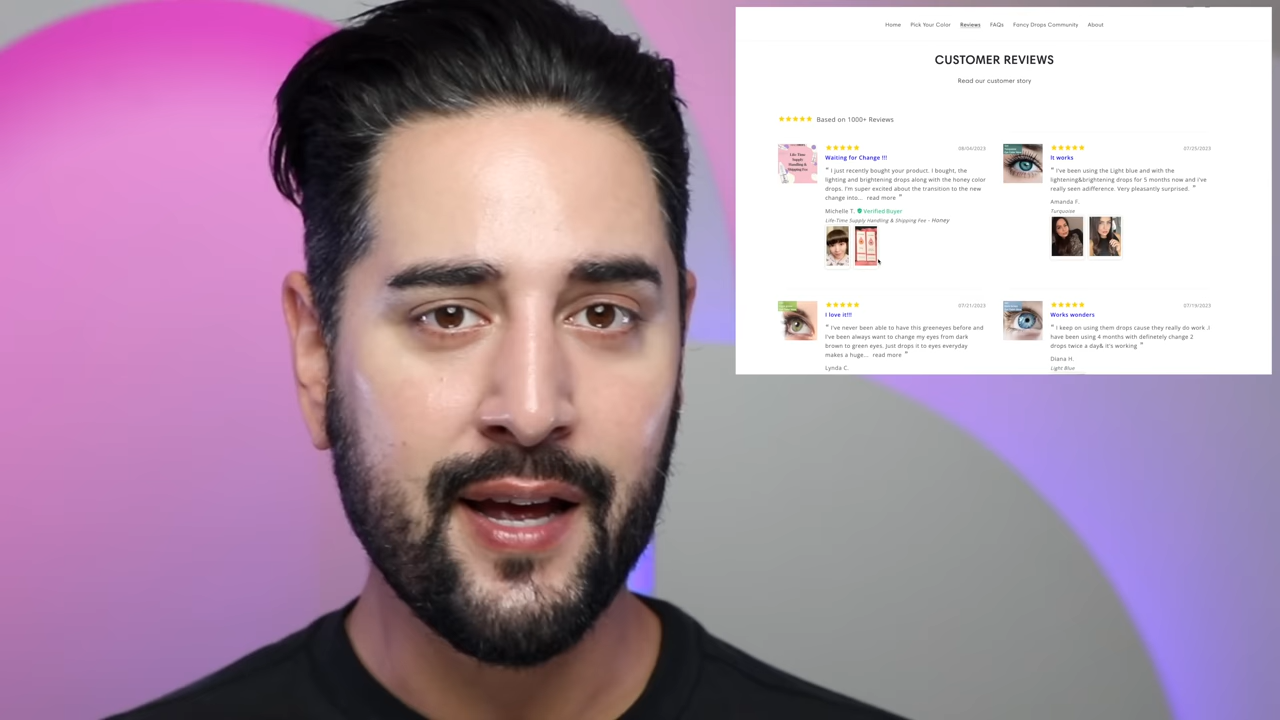 Home Pick Your Color Reviews FAQs Fancy Drops Community About
CUSTOMER REVIEWS
Read our customer story
Based on 1000+ Reviews
08/04/2023
Waiting for Change !!!
" I just recently bought your product. I bought, the
lighting and brightening drops along with the honey color
drops. I'm super excited about the transition to the new
change into... read more "
Michelle T. Verified Buyer
Life-Time Supply Handling & Shipping Fee - Honey
07/25/2023
It works
" I've been using the Light blue and with the
lightening&brightening drops for 5 months now and i've
really seen adifference. Very pleasantly surprised. "
Amanda F.
Turquoise
07/21/2023
I love it!!!
" I've never been able to have this greeneyes before and
I've been always want to change my eyes from dark
brown to green eyes. Just drops it to eyes everyday
makes a huge... read more "
Lynda C.
07/19/2023
Works wonders
" I keep on using them drops cause they really do work .i
have been using 4 months with definetely change 2
drops twice a day& it's working "
Diana H.
Light Blue
Life-Time
Supply
Handling &
Shipping Fee